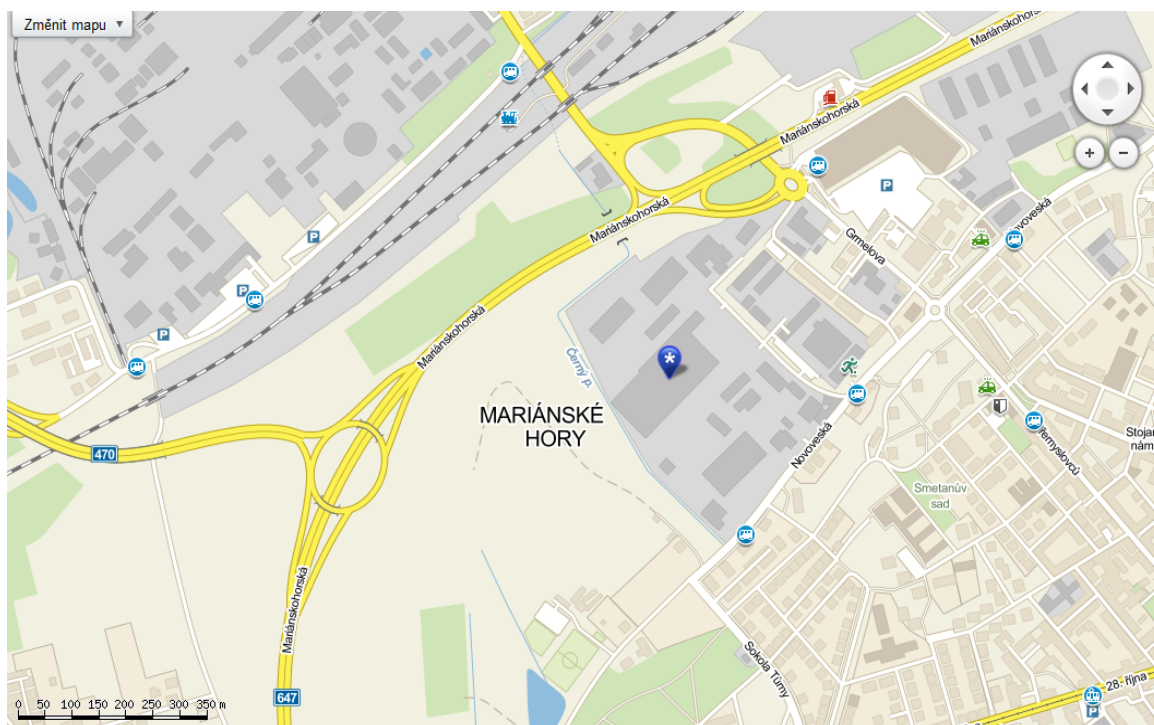 Změnit mapu
Mariánskohorská
Mariánskohorská
Mariánskohorská
Mariánskohorská
Mariánskohorská
P
P
P
P
Grmelova
Novoveská
Černý p.
MARIÁNSKÉ
HORY
470
Novoveská
Přemyslovců
Stojan
nám
Smetanův
sad
Sokola Tůmy
28. října
647
P
0 50 100 150 200 250 300 350 m